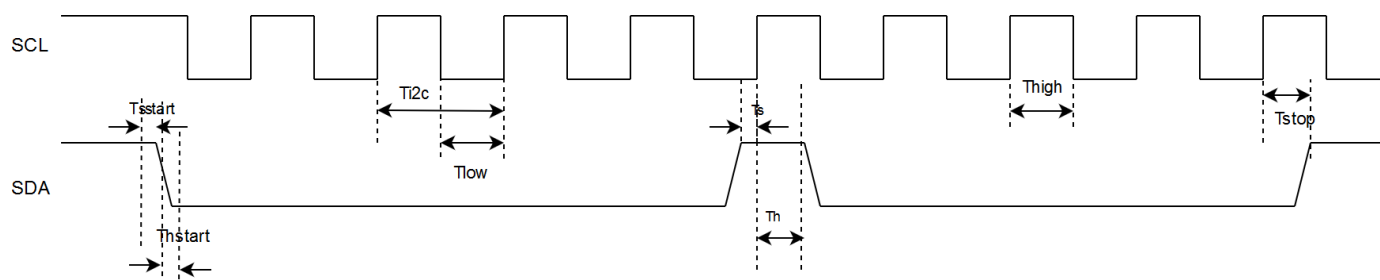 SCL
Tsstart
Ti2c
Ts
Thigh
Tstop
Tlow
SDA
Th
Thstart